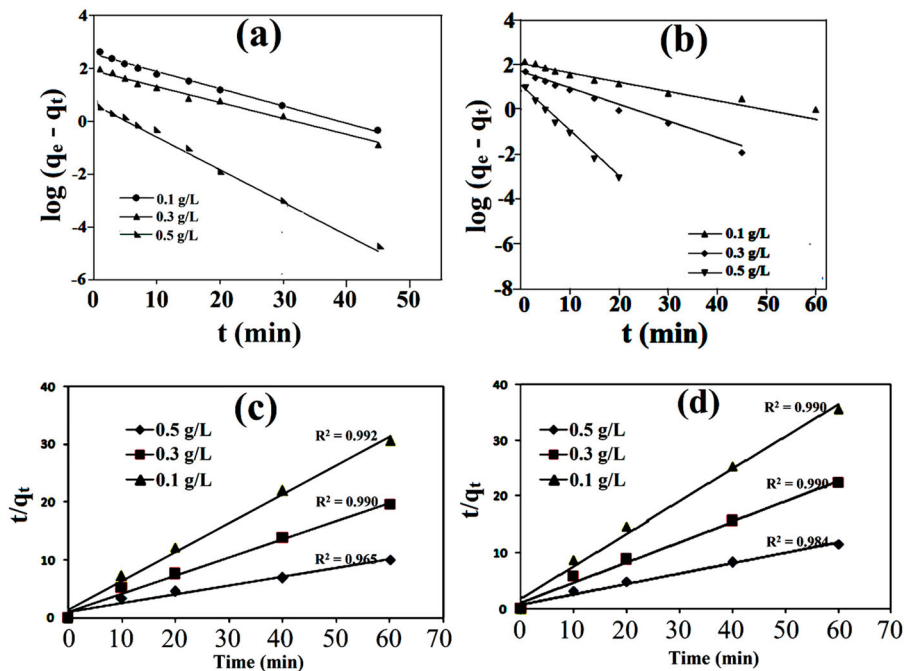 (a)
log (qe - qt)
4
2
0
-2
-4
-6
0.1 g/L
0.3 g/L
0.5 g/L
0 10 20 30 40 50
t (min)
(b)
log (qe - qt)
4
2
0
-2
-4
-6
-8
0.1 g/L
0.3 g/L
0.5 g/L
0 10 20 30 40 50 60
t (min)
(c)
t/qt
40
30
20
10
0
0.5 g/L
0.3 g/L
0.1 g/L
R² = 0.992
R² = 0.990
R² = 0.965
0 10 20 30 40 50 60 70
Time (min)
(d)
t/qt
40
30
20
10
0
0.5 g/L
0.3 g/L
0.1 g/L
R² = 0.990
R² = 0.990
R² = 0.984
0 10 20 30 40 50 60 70
Time (min)